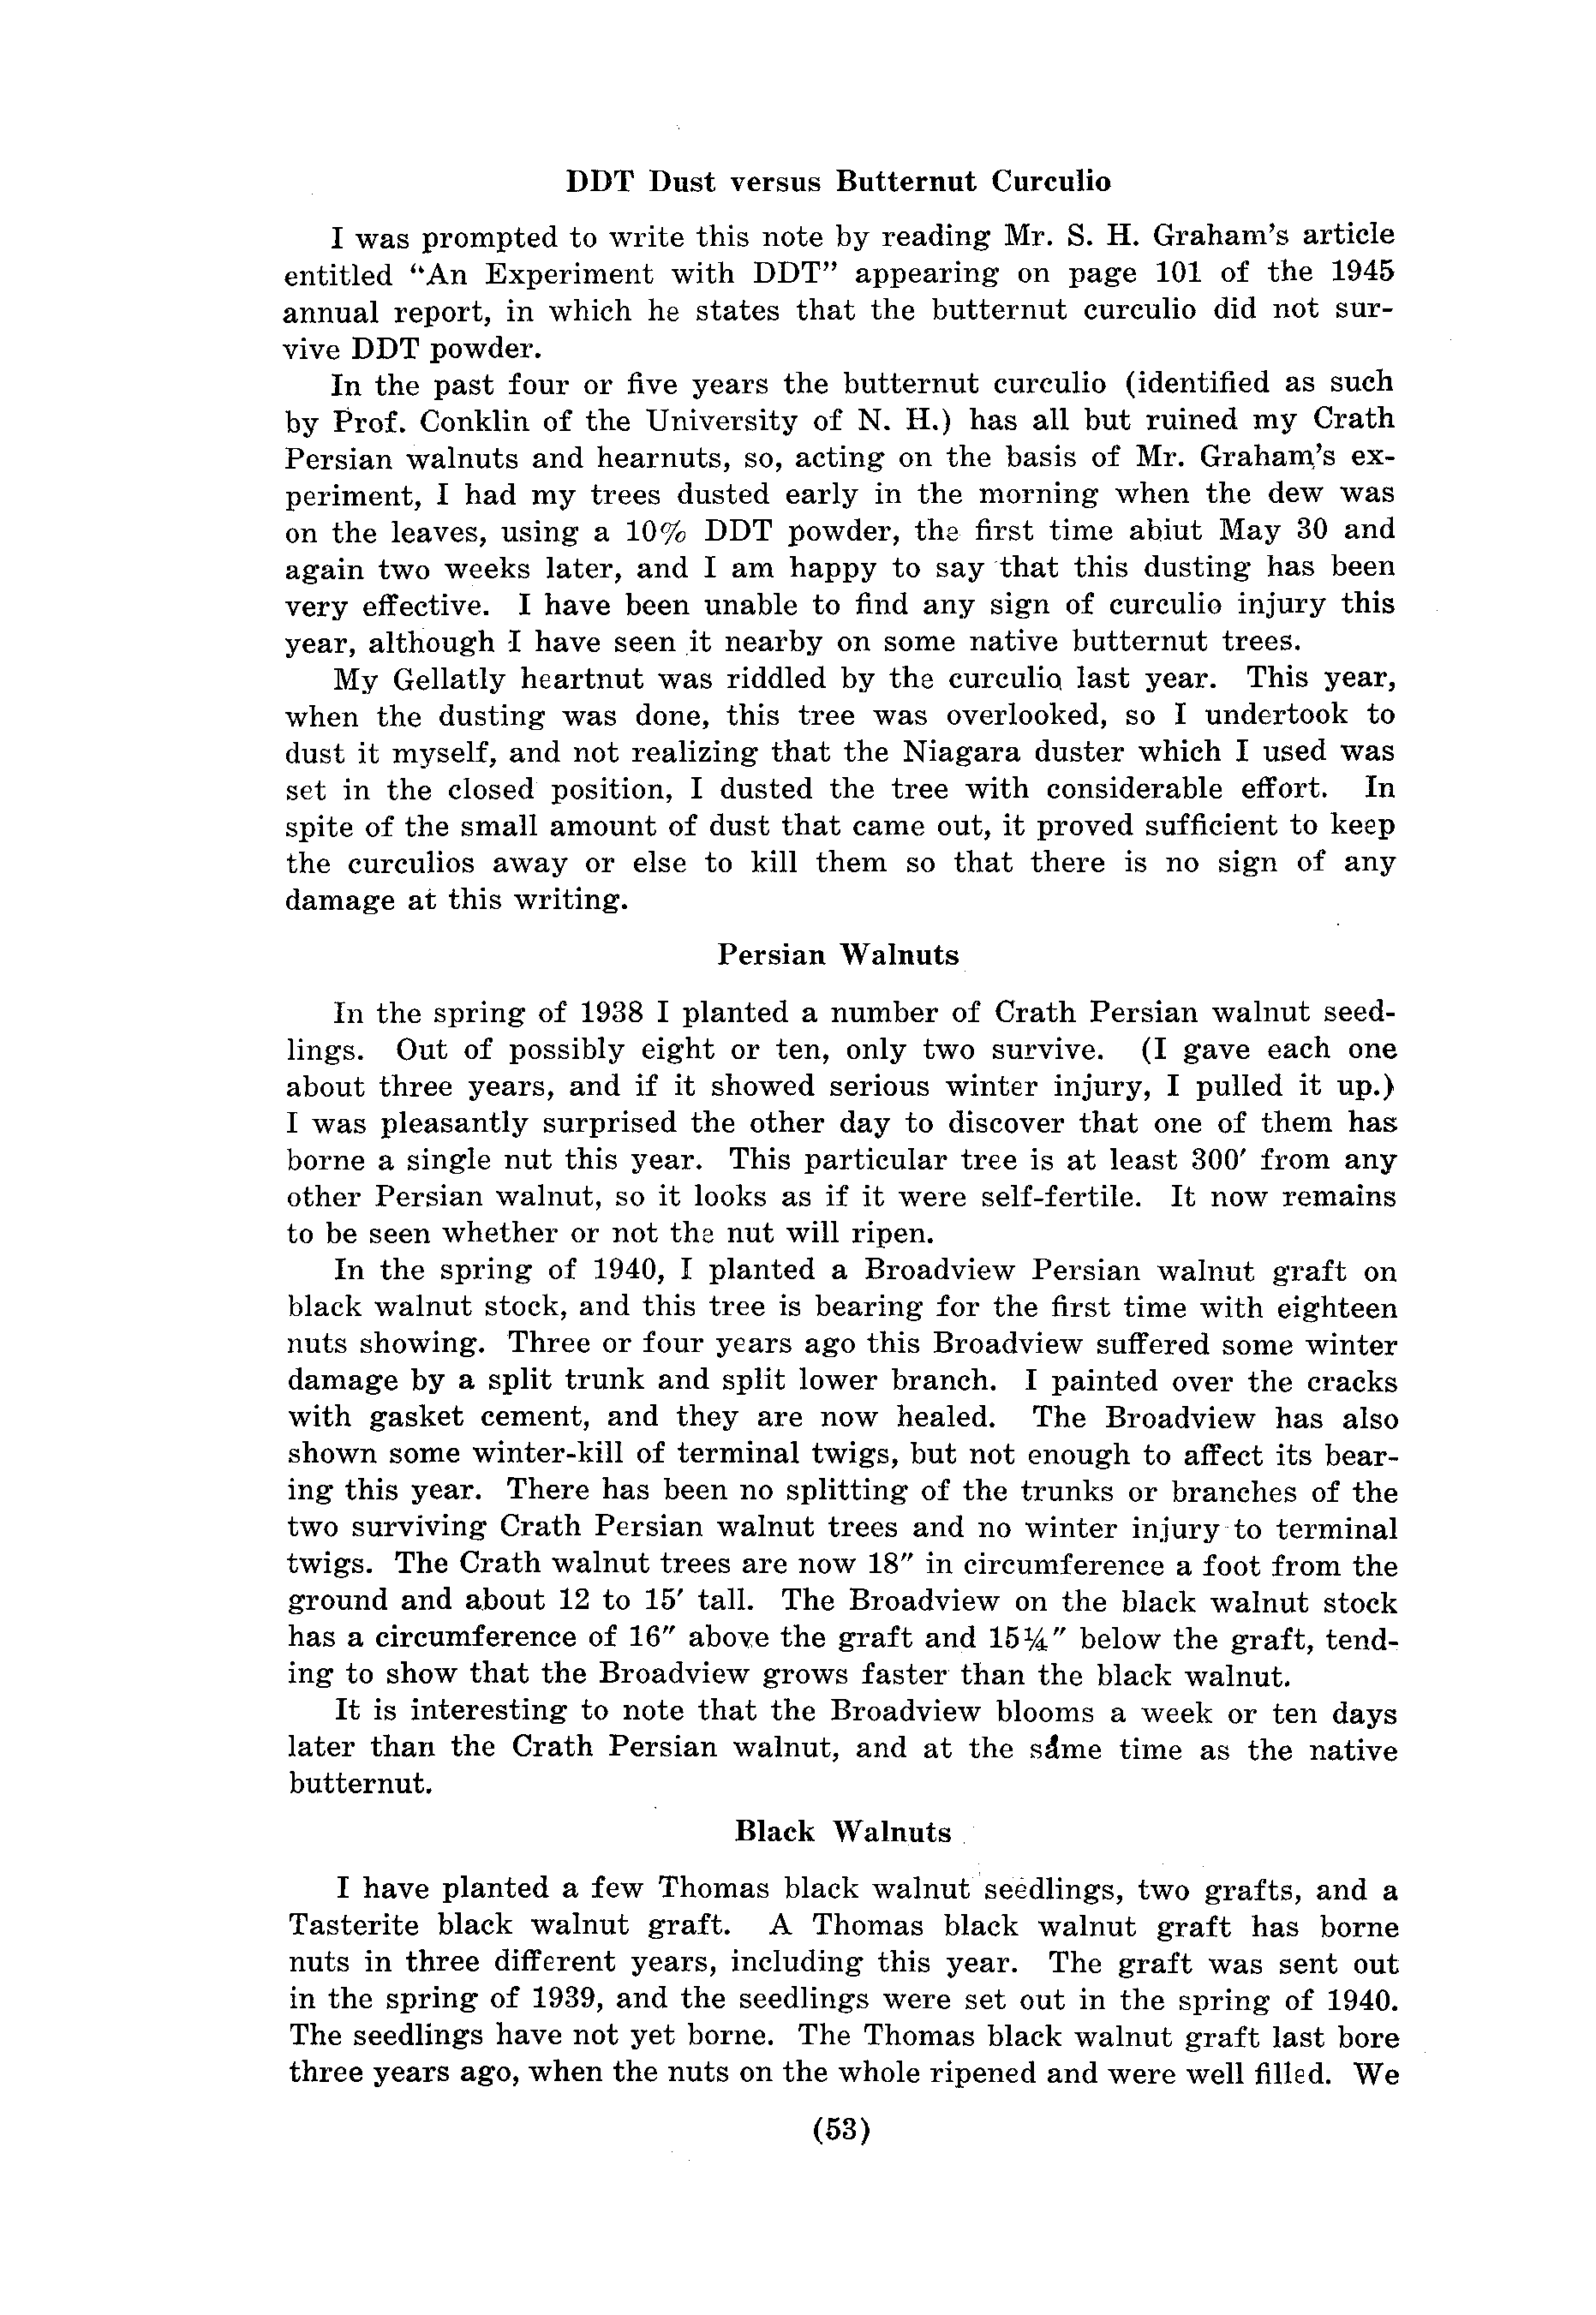 DDT Dust versus Butternut Curculio
I was prompted to write this note by reading Mr. S. H. Graham's article
entitled "An Experiment with DDT" appearing on page 101 of the 1945
annual report, in which he states that the butternut curculio did not sur-
vive DDT powder.
In the past four or five years the butternut curculio (identified as such
by Prof. Conklin of the University of N. H.) has all but ruined my Crath
Persian walnuts and hearnuts, so, acting on the basis of Mr. Graham's ex-
periment, I had my trees dusted early in the morning when the dew was
on the leaves, using a 10% DDT powder, the first time abiut May 30 and
again two weeks later, and I am happy to say that this dusting has been
very effective. I have been unable to find any sign of curculio injury this
year, although I have seen it nearby on some native butternut trees.
My Gellatly heartnut was riddled by the curculio last year. This year,
when the dusting was done, this tree was overlooked, so I undertook to
dust it myself, and not realizing that the Niagara duster which I used was
set in the closed position, I dusted the tree with considerable effort. In
spite of the small amount of dust that came out, it proved sufficient to keep
the curculios away or else to kill them so that there is no sign of any
damage at this writing.
Persian Walnuts
In the spring of 1938 I planted a number of Crath Persian walnut seed-
lings. Out of possibly eight or ten, only two survive. (I gave each one
about three years, and if it showed serious winter injury, I pulled it up.)
I was pleasantly surprised the other day to discover that one of them has
borne a single nut this year. This particular tree is at least 300' from any
other Persian walnut, so it looks as if it were self-fertile. It now remains
to be seen whether or not the nut will ripen.
In the spring of 1940, I planted a Broadview Persian walnut graft on
black walnut stock, and this tree is bearing for the first time with eighteen
nuts showing. Three or four years ago this Broadview suffered some winter
damage by a split trunk and split lower branch. I painted over the cracks
with gasket cement, and they are now healed. The Broadview has also
shown some winter-kill of terminal twigs, but not enough to affect its bear-
ing this year. There has been no splitting of the trunks or branches of the
two surviving Crath Persian walnut trees and no winter injury to terminal
twigs. The Crath walnut trees are now 18" in circumference a foot from the
ground and about 12 to 15' tall. The Broadview on the black walnut stock
has a circumference of 16" above the graft and 15¼" below the graft, tend-
ing to show that the Broadview grows faster than the black walnut.
It is interesting to note that the Broadview blooms a week or ten days
later than the Crath Persian walnut, and at the same time as the native
butternut.
Black Walnuts
I have planted a few Thomas black walnut seedlings, two grafts, and a
Tasterite black walnut graft. A Thomas black walnut graft has borne
nuts in three different years, including this year. The graft was sent out
in the spring of 1939, and the seedlings were set out in the spring of 1940.
The seedlings have not yet borne. The Thomas black walnut graft last bore
three years ago, when the nuts on the whole ripened and were well filled. We
(53)